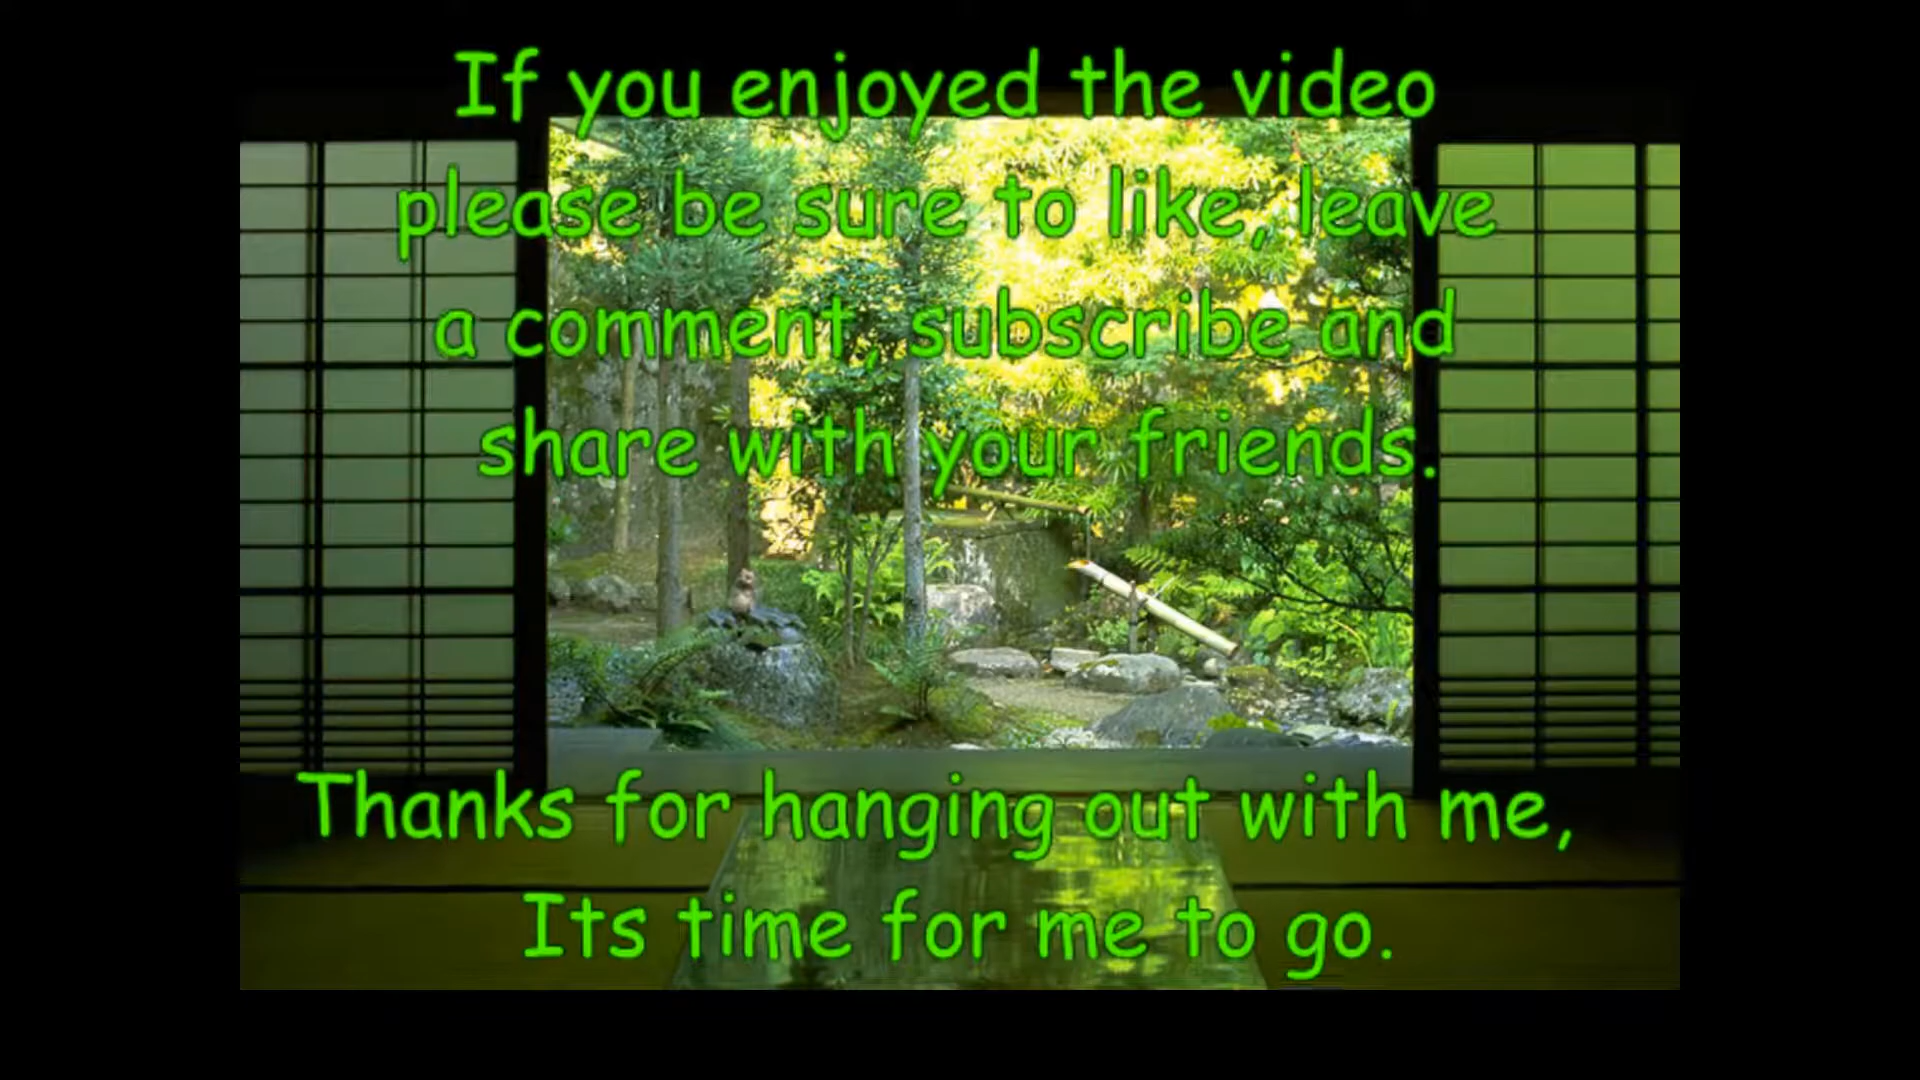 If you enjoyed the video
please be sure to like, leave
a comment, subscribe and
share with your friends.
Thanks for hanging out with me,
Its time for me to go.